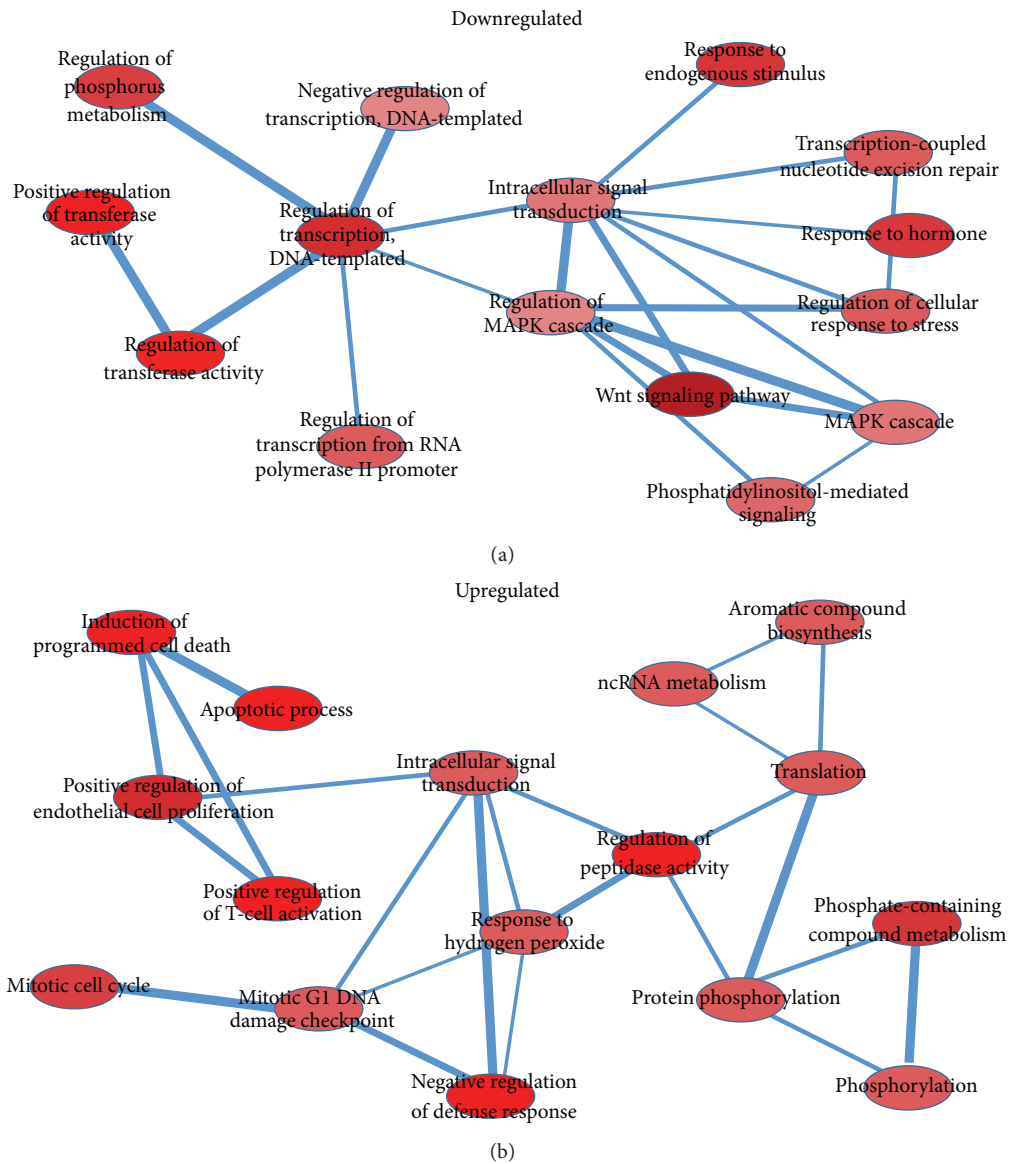 Downregulated
Regulation of
phosphorus
metabolism
Negative regulation of
transcription, DNA-templated
Response to
endogenous stimulus
Transcription-coupled
nucleotide excision repair
Positive regulation
of transferase
activity
Regulation of
transcription,
DNA-templated
Intracellular signal
transduction
Response to hormone
Regulation of
MAPK cascade
Regulation of cellular
response to stress
Regulation of
transferase activity
Wnt signaling pathway
MAPK cascade
Regulation of
transcription from RNA
polymerase II promoter
Phosphatidylinositol-mediated
signaling
(a)
Upregulated
Induction of
programmed cell death
Aromatic compound
biosynthesis
ncRNA metabolism
Apoptotic process
Intracellular signal
transduction
Translation
Positive regulation of
endothelial cell proliferation
Regulation of
peptidase activity
Positive regulation
of T-cell activation
Response to
hydrogen peroxide
Phosphate-containing
compound metabolism
Mitotic cell cycle
Mitotic G1 DNA
damage checkpoint
Protein phosphorylation
Negative regulation
of defense response
Phosphorylation
(b)